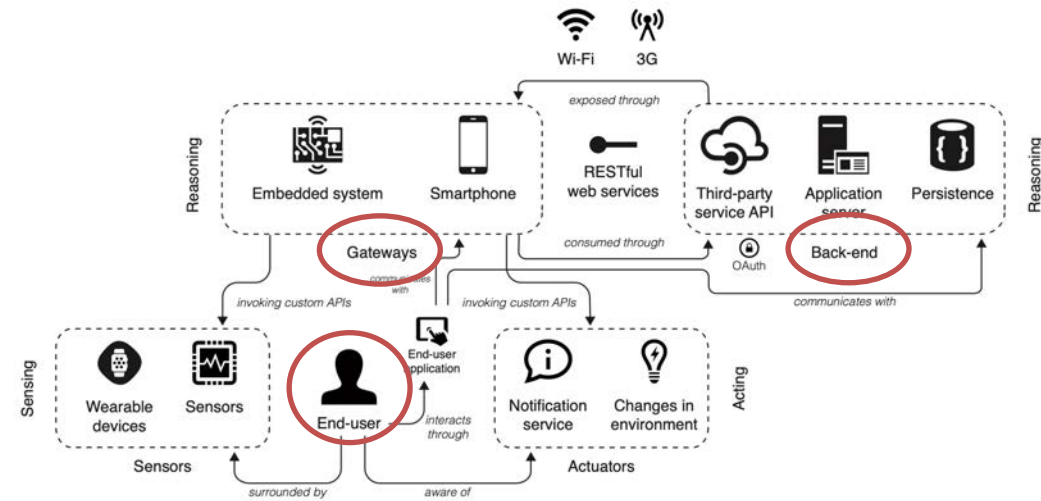 Wi-Fi
3G
exposed through
Reasoning
Embedded system
Smartphone
RESTful
web services
Third-party
service API
Application
server
Persistence
Reasoning
Gateways
consumed through
OAuth
Back-end
communicates
with
invoking custom APIs
invoking custom APIs
communicates with
Sensing
Wearable
devices
Sensors
End-user
End-user
application
interacts
through
i
Notification
service
Changes in
environment
Acting
Sensors
Actuators
surrounded by
aware of